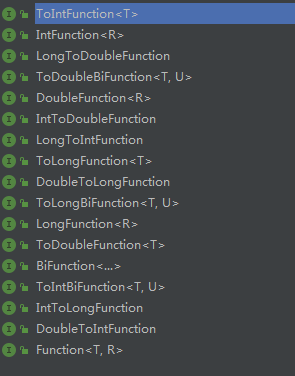 ToIntFunction<T>
IntFunction<R>
LongToDoubleFunction
ToDoubleBiFunction<T, U>
DoubleFunction<R>
IntToDoubleFunction
LongToIntFunction
ToLongFunction<T>
DoubleToLongFunction
ToLongBiFunction<T, U>
LongFunction<R>
ToDoubleFunction<T>
BiFunction<...>
ToIntBiFunction<T, U>
IntToLongFunction
DoubleToIntFunction
Function<T, R>